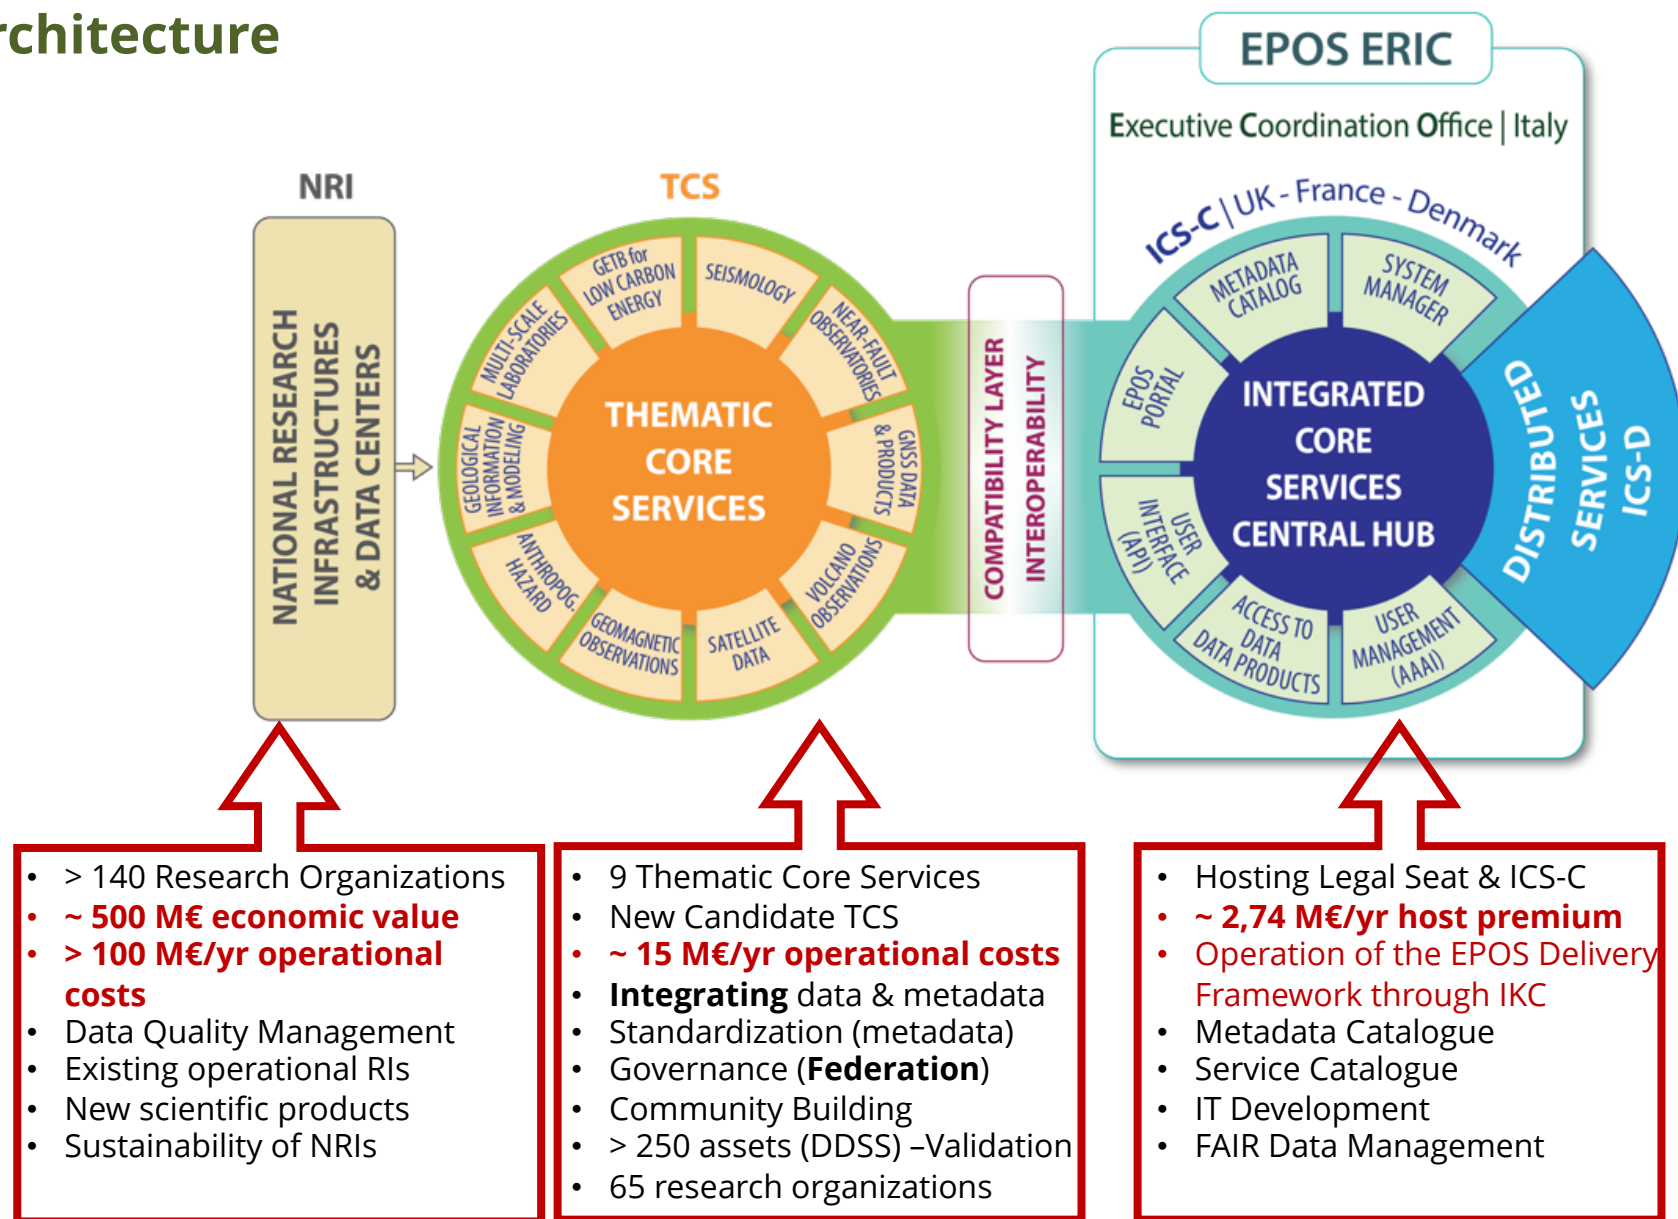 rchitecture
EPOS ERIC
Executive Coordination Office | Italy
NRI
NATIONAL RESEARCH
INFRASTRUCTURES
& DATA CENTERS
TCS
THEMATIC
CORE
SERVICES
SEISMOLOGY
NEAR-FAULT
OBSERVATORIES
GNSS DATA
& PRODUCTS
VOLCANO
OBSERVATIONS
SATELLITE
DATA
GEOMAGNETIC
OBSERVATIONS
ANTHROPOG.
HAZARD
GEOLOGICAL
INFORMATION
& MODELING
MULTI-SCALE
LABORATORIES
GETB for
LOW CARBON
ENERGY
COMPATIBILITY LAYER
INTEROPERABILITY
ICS-C | UK - France - Denmark
INTEGRATED
CORE
SERVICES
CENTRAL HUB
METADATA
CATALOG
SYSTEM
MANAGER
EPOS
PORTAL
USER
INTERFACE
(API)
ACCESS TO
DATA
DATA PRODUCTS
USER
MANAGEMENT
(AAAI)
DISTRIBUTED
SERVICES
ICS-D
• > 140 Research Organizations
• ~ 500 M€ economic value
• > 100 M€/yr operational
costs
• Data Quality Management
• Existing operational RIs
• New scientific products
• Sustainability of NRIs
• 9 Thematic Core Services
• New Candidate TCS
• ~ 15 M€/yr operational costs
• Integrating data & metadata
• Standardization (metadata)
• Governance (Federation)
• Community Building
• > 250 assets (DDSS) –Validation
• 65 research organizations
• Hosting Legal Seat & ICS-C
• ~ 2,74 M€/yr host premium
• Operation of the EPOS Delivery
Framework through IKC
• Metadata Catalogue
• Service Catalogue
• IT Development
• FAIR Data Management